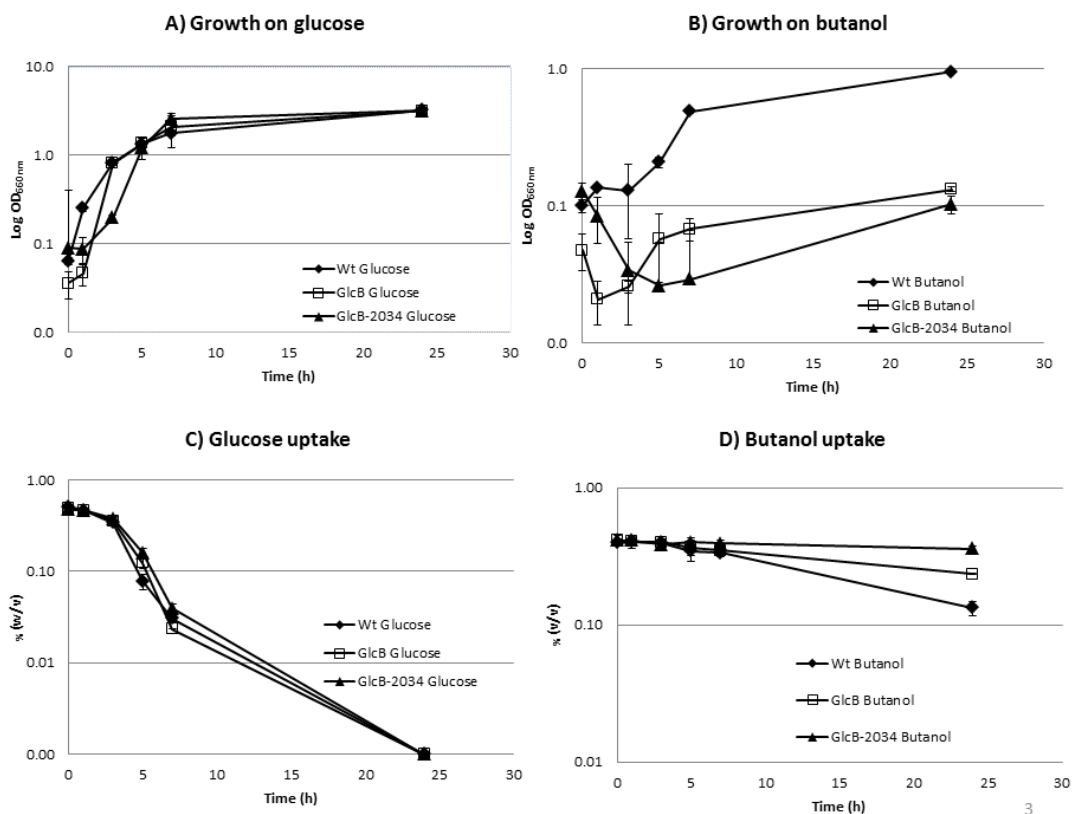 A) Growth on glucose
10.0
1.0
0.1
0.0
Log OD660nm
0 5 10 15 20 25 30
Time (h)
Wt Glucose
GlcB Glucose
GlcB-2034 Glucose
B) Growth on butanol
1.0
0.1
0.0
Log OD660nm
0 5 10 15 20 25 30
Time (h)
Wt Butanol
GlcB Butanol
GlcB-2034 Butanol
C) Glucose uptake
1.00
0.10
0.01
0.00
% (w/v)
0 5 10 15 20 25 30
Time (h)
Wt Glucose
GlcB Glucose
GlcB-2034 Glucose
D) Butanol uptake
1.00
0.10
0.01
% (v/v)
0 5 10 15 20 25 30
Time (h)
Wt Butanol
GlcB Butanol
GlcB-2034 Butanol
3